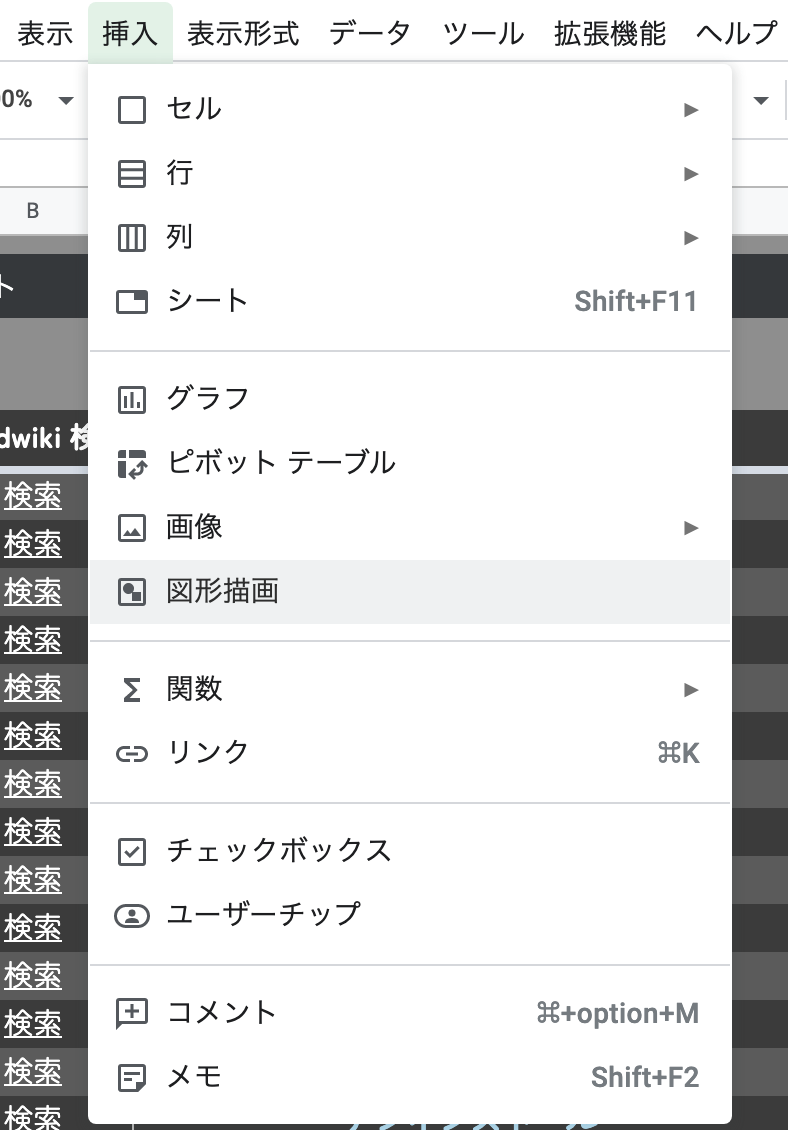 表示 挿入 表示形式 データ ツール 拡張機能 ヘルプ
0%
セル
行
B
列
ト
シート Shift+F11
グラフ
dwiki 検
ピボット テーブル
検索
画像
検索
検索
図形描画
検索
検索
関数
検索
リンク ⌘K
検索
検索
チェックボックス
検索
検索
ユーザーチップ
検索
検索
コメント ⌘+option+M
検索
メモ Shift+F2
検索